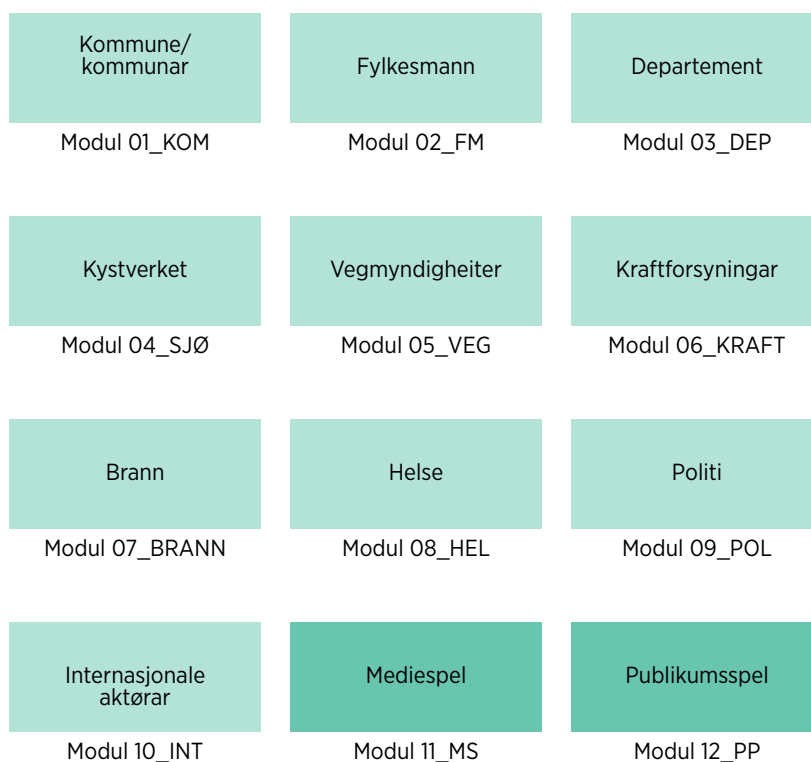 Kommune/
kommunar
Fylkesmann
Departement
Modul 01_KOM
Modul 02_FM
Modul 03_DEP
Kystverket
Vegmyndigheiter
Kraftforsyningar
Modul 04_SJØ
Modul 05_VEG
Modul 06_KRAFT
Brann
Helse
Politi
Modul 07_BRANN
Modul 08_HEL
Modul 09_POL
Internasjonale
aktørar
Mediespel
Publikumsspel
Modul 10_INT
Modul 11_MS
Modul 12_PP